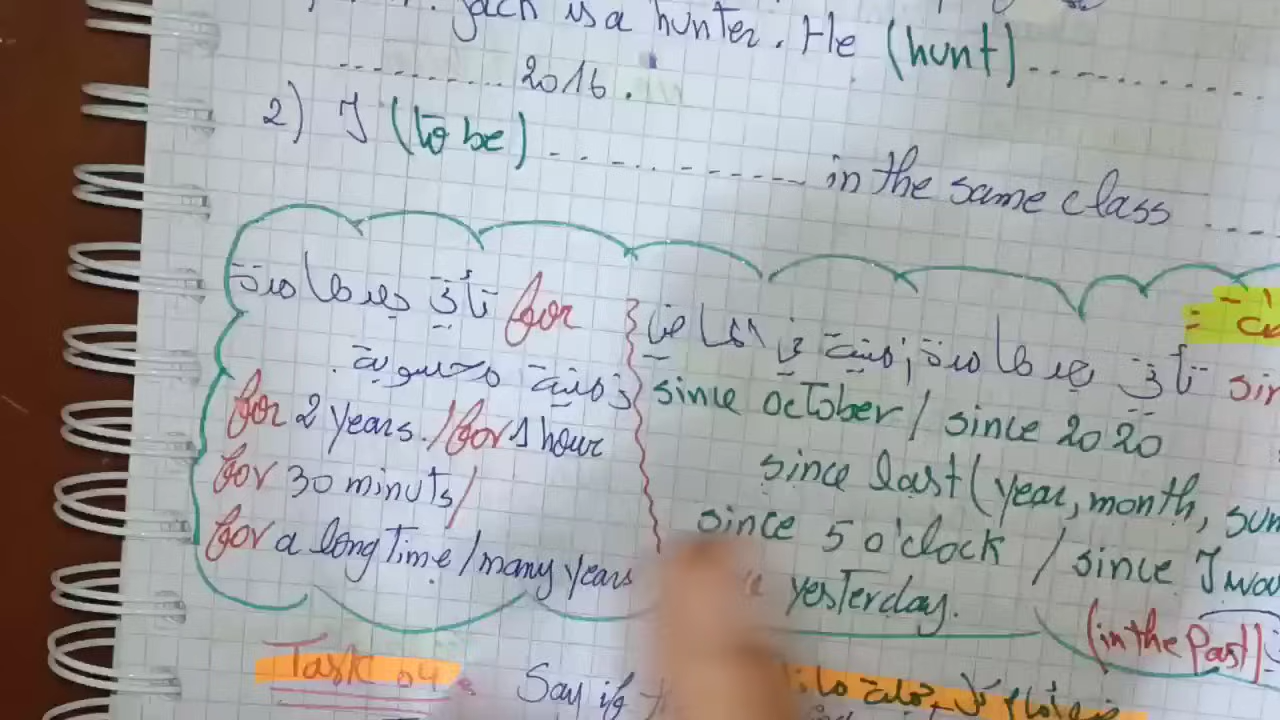 Jack is a hunter. He (hunt) ............
............ 2016.
2) I (to be) ............ in the same class ....
for تأتي بعدها مدة
زمنية محسوبة.
for 2 years. / for 1 hour
for 30 minuts /
for a long time / many years
تأتي بعدها مدة زمنية في الماضي
since october / since 2020
since last (year, month,
since 5 o'clock / since I
yesterday.
(in the Past)
Task 04
Say if